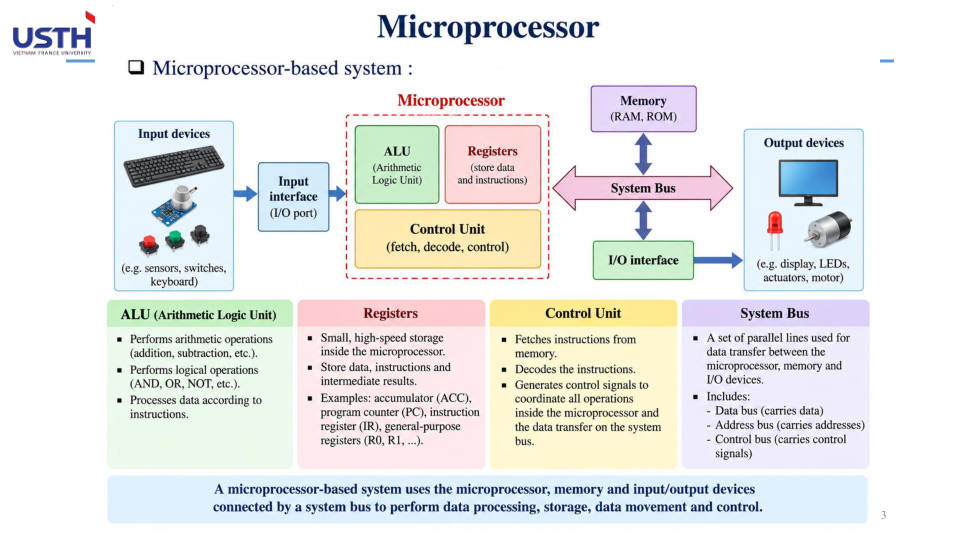 USTH
VIETNAM FRANCE UNIVERSITY
Microprocessor
❑ Microprocessor-based system :
Input devices
(e.g. sensors, switches,
keyboard)
Input
interface
(I/O port)
Microprocessor
ALU
(Arithmetic
Logic Unit)
Registers
(store data
and instructions)
Control Unit
(fetch, decode, control)
Memory
(RAM, ROM)
System Bus
I/O interface
Output devices
(e.g. display, LEDs,
actuators, motor)
ALU (Arithmetic Logic Unit)
▪ Performs arithmetic operations
(addition, subtraction, etc.).
▪ Performs logical operations
(AND, OR, NOT, etc.).
▪ Processes data according to
instructions.
Registers
▪ Small, high-speed storage
inside the microprocessor.
▪ Store data, instructions and
intermediate results.
▪ Examples: accumulator (ACC),
program counter (PC), instruction
register (IR), general-purpose
registers (R0, R1, ...).
Control Unit
▪ Fetches instructions from
memory.
▪ Decodes the instructions.
▪ Generates control signals to
coordinate all operations
inside the microprocessor and
the data transfer on the system
bus.
System Bus
▪ A set of parallel lines used for
data transfer between the
microprocessor, memory and
I/O devices.
▪ Includes:
- Data bus (carries data)
- Address bus (carries addresses)
- Control bus (carries control
signals)
A microprocessor-based system uses the microprocessor, memory and input/output devices
connected by a system bus to perform data processing, storage, data movement and control.
3